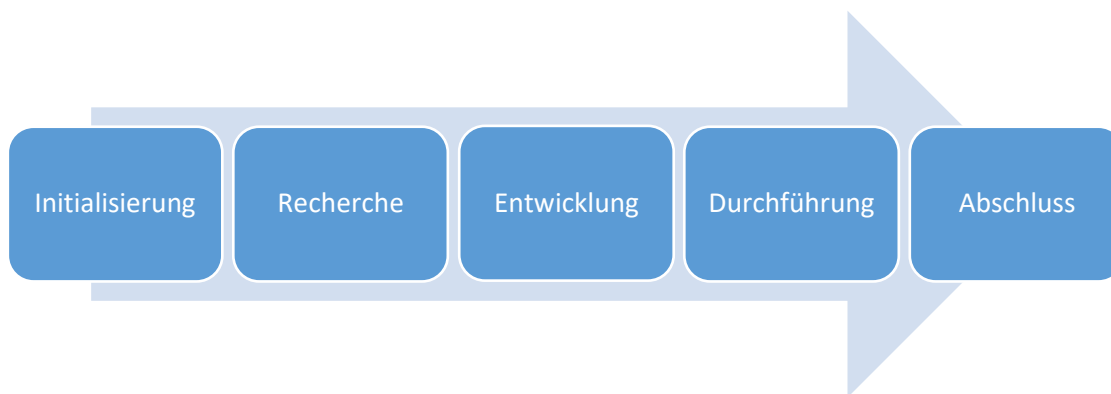 Initialisierung
Recherche
Entwicklung
Durchführung
Abschluss